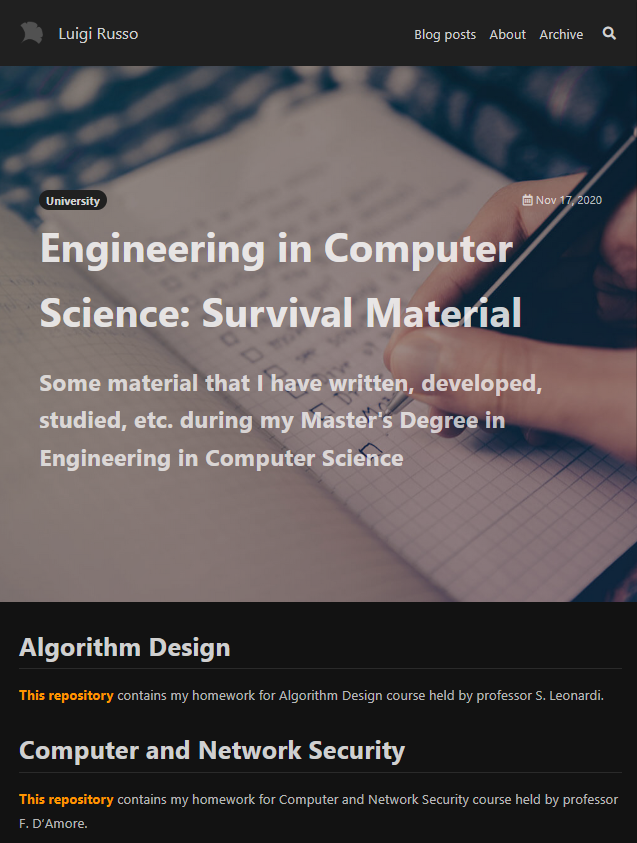 Luigi Russo
Blog posts About Archive
University
Nov 17, 2020
Engineering in Computer
Science: Survival Material
Some material that I have written, developed,
studied, etc. during my Master's Degree in
Engineering in Computer Science
Algorithm Design
This repository contains my homework for Algorithm Design course held by professor S. Leonardi.
Computer and Network Security
This repository contains my homework for Computer and Network Security course held by professor
F. D’Amore.